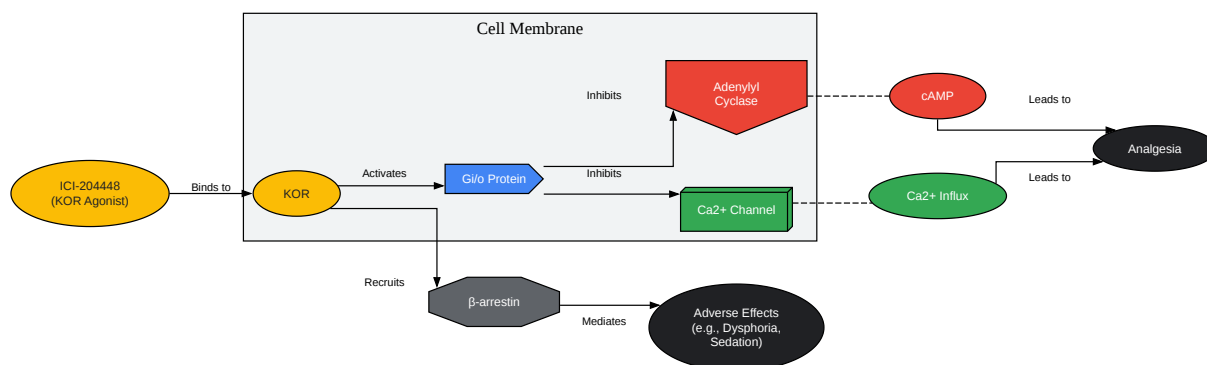 Cell Membrane
Inhibits
Adenylyl
Cyclase
cAMP
Leads to
Analgesia
ICI-204448
(KOR Agonist)
Binds to
KOR
Activates
Gi/o Protein
Inhibits
Ca2+ Channel
Ca2+ Influx
Leads to
Recruits
β-arrestin
Mediates
Adverse Effects
(e.g., Dysphoria,
Sedation)